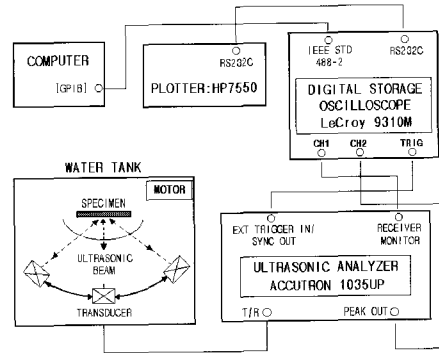 COMPUTER
[GPIB]
RS232C
PLOTTER:HP7550
IEEE STD
488-2
RS232C
DIGITAL STORAGE
OSCILLOSCOPE
LeCroy 9310M
CH1
CH2
TRIG
WATER TANK
MOTOR
SPECIMEN
ULTRASONIC
BEAM
TRANSDUCER
EXT TRIGGER IN/
SYNC OUT
RECEIVER
MONITOR
ULTRASONIC ANALYZER
ACCUTRON 1035UP
T/R
PEAK OUT